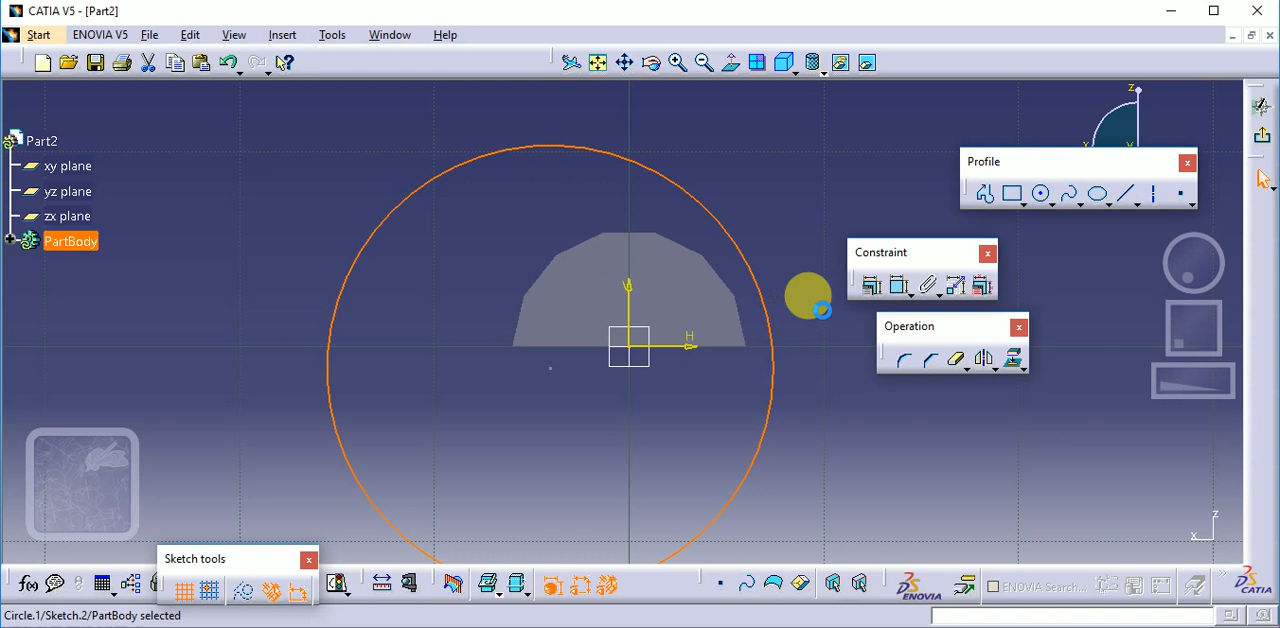 CATIA V5 - [Part2]
Start ENOVIA V5 File Edit View Insert Tools Window Help
z
Part2
xy plane
yz plane
zx plane
PartBody
Profile
Constraint
Operation
V
H
z
x
Sketch tools
f(x)
ENOVIA
ENOVIA Search...
CATIA
Circle.1/Sketch.2/PartBody selected